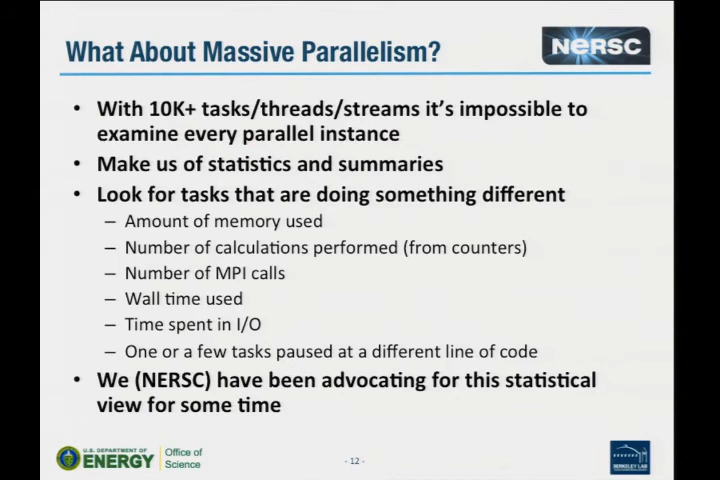 What About Massive Parallelism?
NERSC
• With 10K+ tasks/threads/streams it's impossible to
examine every parallel instance
• Make us of statistics and summaries
• Look for tasks that are doing something different
– Amount of memory used
– Number of calculations performed (from counters)
– Number of MPI calls
– Wall time used
– Time spent in I/O
– One or a few tasks paused at a different line of code
• We (NERSC) have been advocating for this statistical
view for some time
U.S. DEPARTMENT OF
ENERGY
Office of
Science
- 12 -
BERKELEY LAB